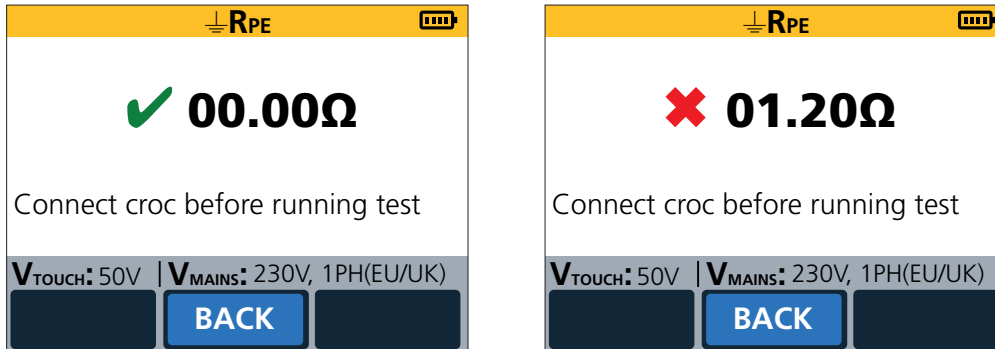 ⏚RPE
✔ 00.00Ω
Connect croc before running test
VTOUCH: 50V | VMAINS: 230V, 1PH(EU/UK)
BACK
⏚RPE
✖ 01.20Ω
Connect croc before running test
VTOUCH: 50V | VMAINS: 230V, 1PH(EU/UK)
BACK